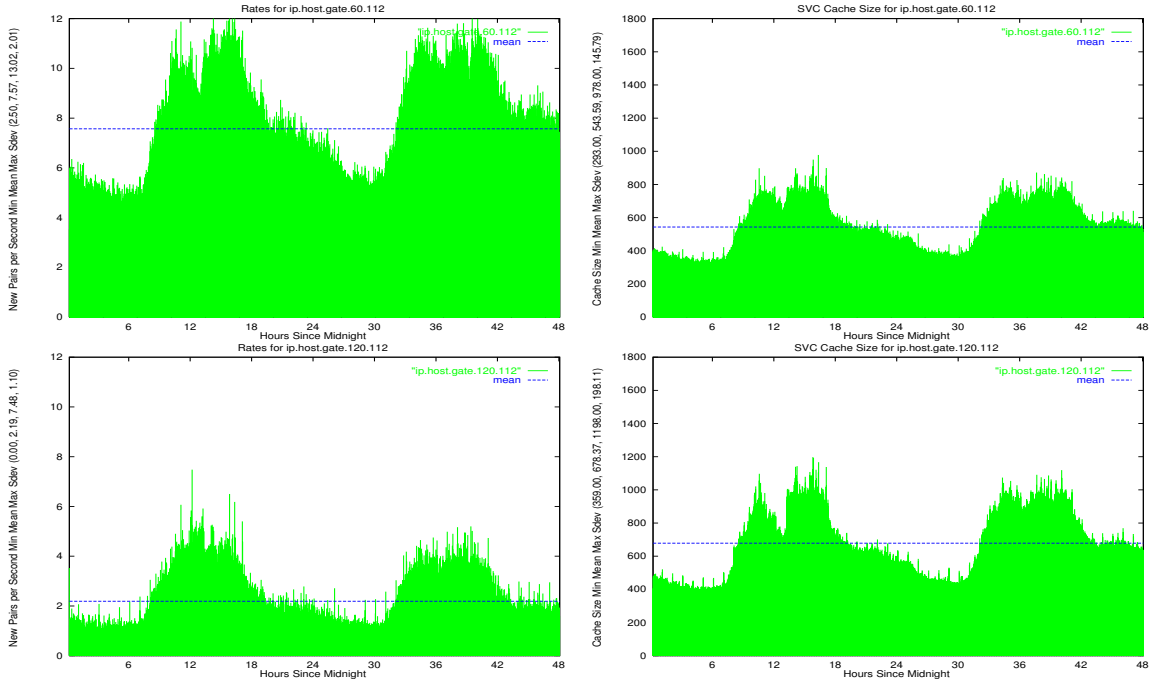 Rates for ip.host.gate.60.112
New Pairs per Second Min Mean Max Sdev (2.50, 7.57, 13.02, 2.01)
"ip.host.gate.60.112"
mean
12
10
8
6
4
2
0
6 12 18 24 30 36 42 48
Hours Since Midnight
SVC Cache Size for ip.host.gate.60.112
Cache Size Min Mean Max Sdev (293.00, 543.59, 978.00, 145.79)
"ip.host.gate.60.112"
mean
1800
1600
1400
1200
1000
800
600
400
200
0
6 12 18 24 30 36 42 48
Hours Since Midnight
Rates for ip.host.gate.120.112
New Pairs per Second Min Mean Max Sdev (0.00, 2.19, 7.48, 1.10)
"ip.host.gate.120.112"
mean
12
10
8
6
4
2
0
6 12 18 24 30 36 42 48
Hours Since Midnight
SVC Cache Size for ip.host.gate.120.112
Cache Size Min Mean Max Sdev (359.00, 678.37, 1198.00, 198.11)
"ip.host.gate.120.112"
mean
1800
1600
1400
1200
1000
800
600
400
200
0
6 12 18 24 30 36 42 48
Hours Since Midnight